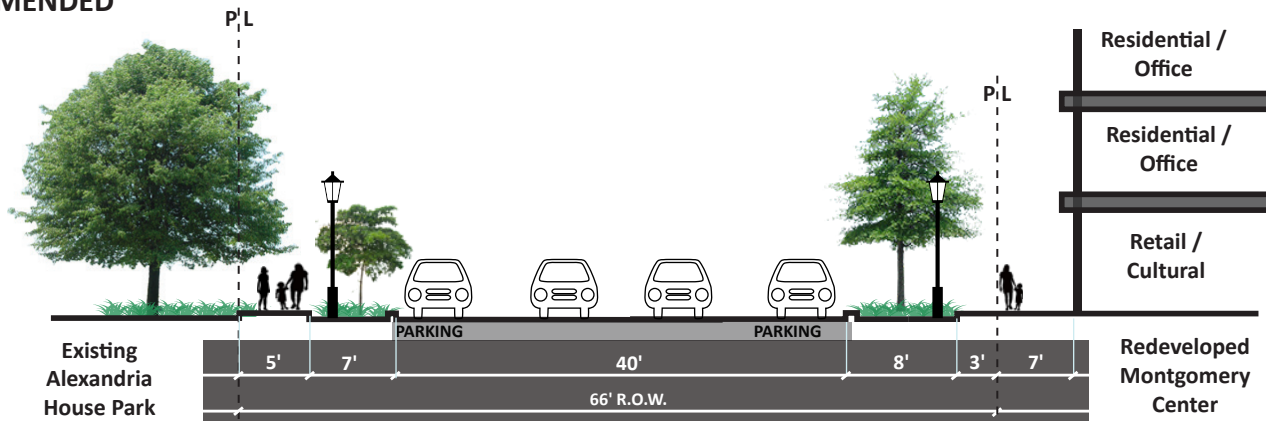 MENDED
P L
P L
Residential /
Office
Residential /
Office
Retail /
Cultural
PARKING
PARKING
Existing
Alexandria
House Park
5'
7'
40'
8'
3'
7'
66' R.O.W.
Redeveloped
Montgomery
Center